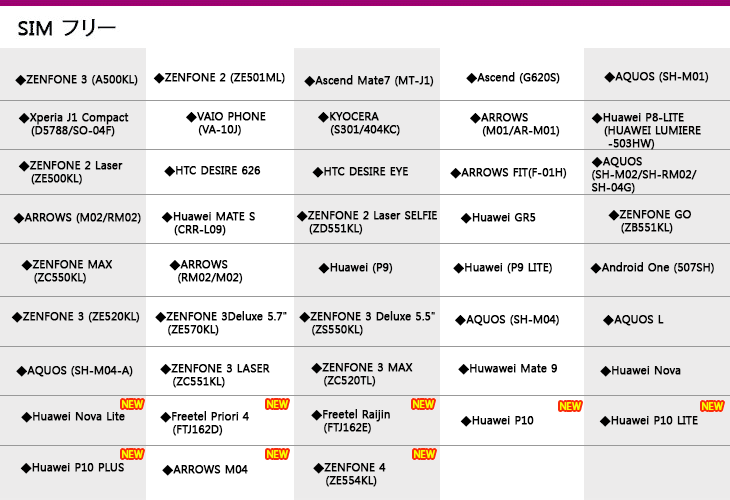 SIM フリー
◆ZENFONE 3 (A500KL)
◆ZENFONE 2 (ZE501ML)
◆Ascend Mate7 (MT-J1)
◆Ascend (G620S)
◆AQUOS (SH-M01)
◆Xperia J1 Compact
(D5788/SO-04F)
◆VAIO PHONE
(VA-10J)
◆KYOCERA
(S301/404KC)
◆ARROWS
(M01/AR-M01)
◆Huawei P8-LITE
(HUAWEI LUMIERE
-503HW)
◆ZENFONE 2 Laser
(ZE500KL)
◆HTC DESIRE 626
◆HTC DESIRE EYE
◆ARROWS FIT(F-01H)
◆AQUOS
(SH-M02/SH-RM02/
SH-04G)
◆ARROWS (M02/RM02)
◆Huawei MATE S
(CRR-L09)
◆ZENFONE 2 Laser SELFIE
(ZD551KL)
◆Huawei GR5
◆ZENFONE GO
(ZB551KL)
◆ZENFONE MAX
(ZC550KL)
◆ARROWS
(RM02/M02)
◆Huawei (P9)
◆Huawei (P9 LITE)
◆Android One (507SH)
◆ZENFONE 3 (ZE520KL)
◆ZENFONE 3Deluxe 5.7"
(ZE570KL)
◆ZENFONE 3 Deluxe 5.5"
(ZS550KL)
◆AQUOS (SH-M04)
◆AQUOS L
◆AQUOS (SH-M04-A)
◆ZENFONE 3 LASER
(ZC551KL)
◆ZENFONE 3 MAX
(ZC520TL)
◆Huwawei Mate 9
◆Huawei Nova
NEW
◆Huawei Nova Lite
NEW
◆Freetel Priori 4
(FTJ162D)
NEW
◆Freetel Raijin
(FTJ162E)
NEW
◆Huawei P10
NEW
◆Huawei P10 LITE
NEW
◆Huawei P10 PLUS
NEW
◆ARROWS M04
NEW
◆ZENFONE 4
(ZE554KL)